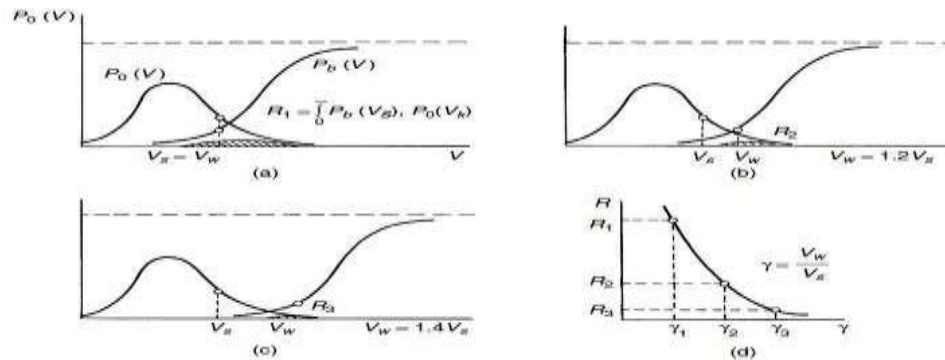 P₀ (V)
P₀ (V)
P_b (V)
R₁ = ∫₀ P_b (V_S), P₀(V_k)
V_s = V_w
V
(a)
R₂
V_s
V_w
V_w = 1.2V_s
(b)
R₃
V_s
V_w
V_w = 1.4V_s
(c)
R
R₁
R₂
R₃
γ = V_w / V_s
γ₁
γ₂
γ₃
γ
(d)